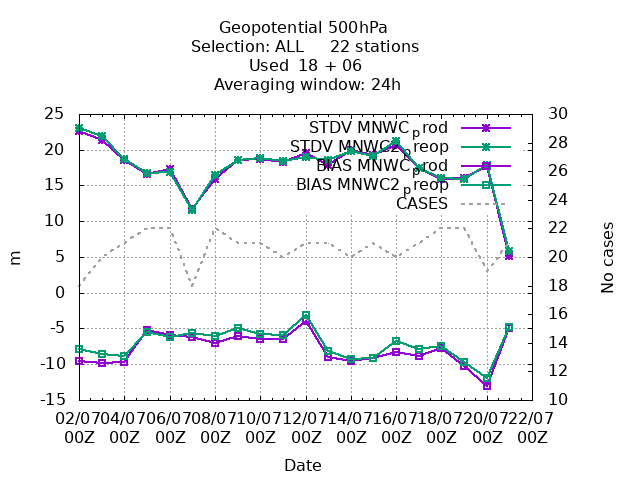 Geopotential 500hPa
Selection: ALL 22 stations
Used 18 + 06
Averaging window: 24h
STDV MNWC_prod
STDV MNWC2_preop
BIAS MNWC_prod
BIAS MNWC2_preop
CASES
25
20
15
10
5
0
-5
-10
-15
m
30
28
26
24
22
20
18
16
14
12
10
No cases
02/07 04/07 06/07 08/07 10/07 12/07 14/07 16/07 18/07 20/07 22/07
00Z 00Z 00Z 00Z 00Z 00Z 00Z 00Z 00Z 00Z 00Z
Date